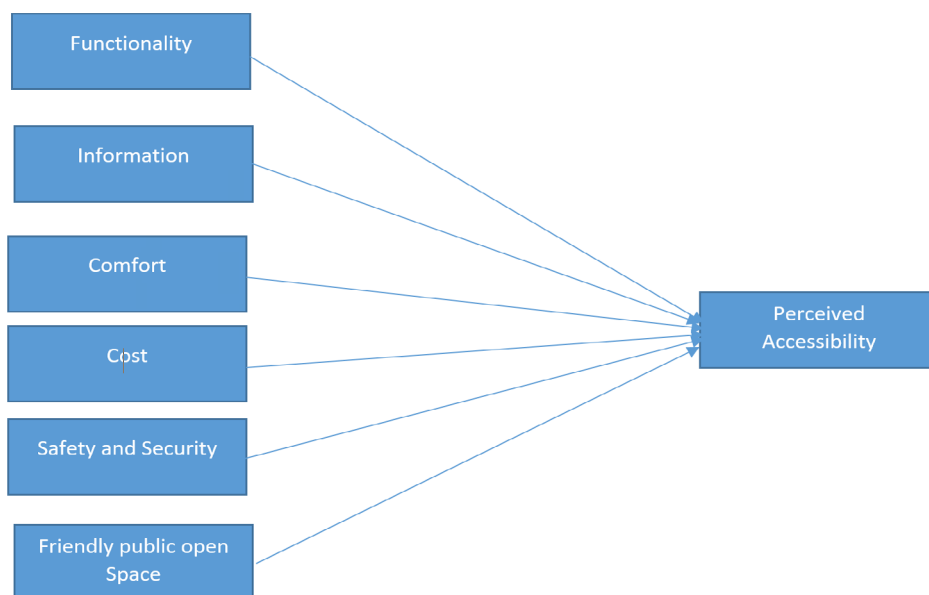 Functionality
Information
Comfort
Cost
Safety and Security
Friendly public open
Space
Perceived
Accessibility